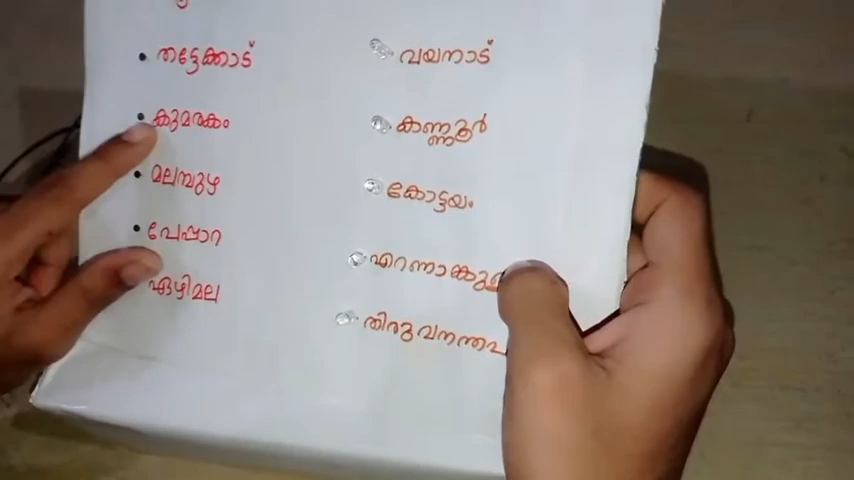 തട്ടേക്കാട്
വയനാട്
കുമരകം
കണ്ണൂർ
മലമ്പുഴ
കോട്ടയം
പേപ്പാറ
ഏഴിമല